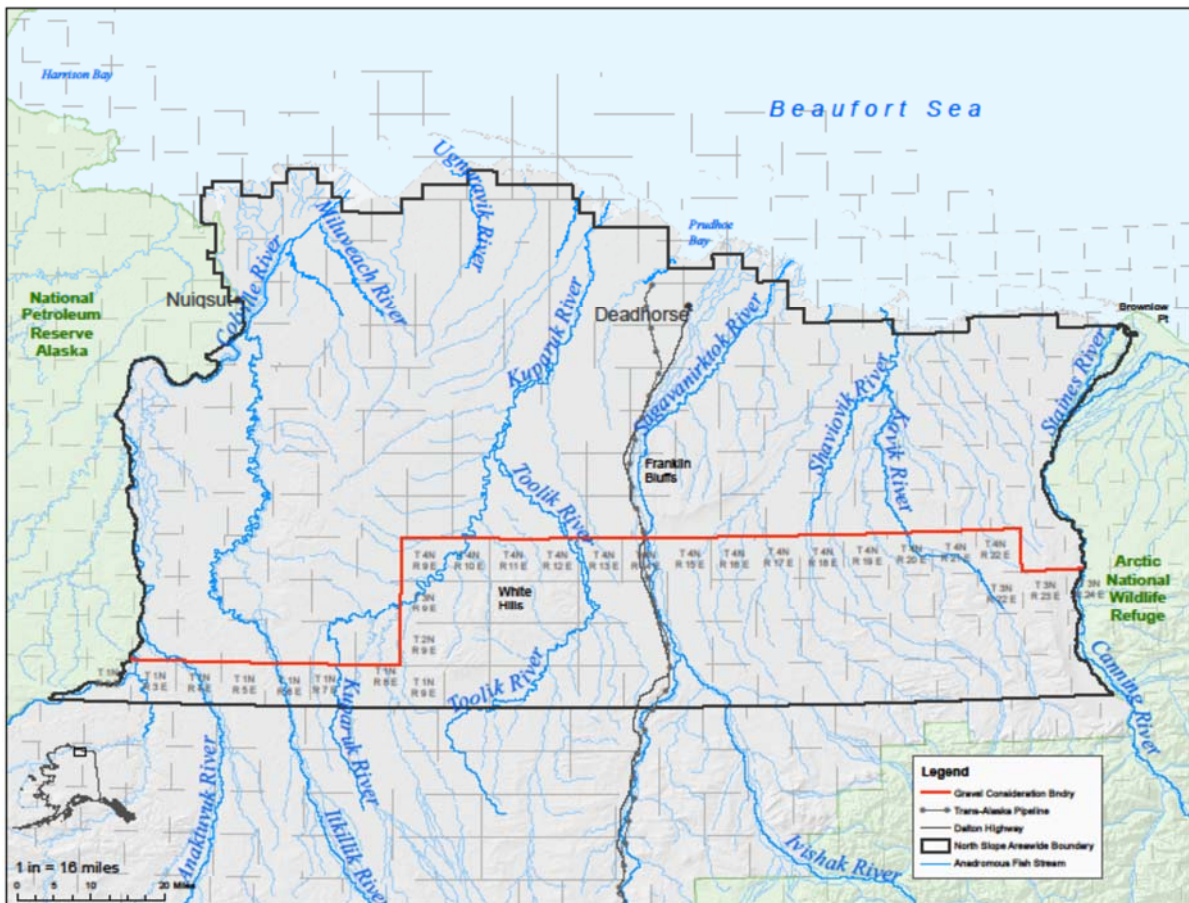 Harrison Bay
Beaufort Sea
Ugnuravik River
Miluveach River
Prudhoe
Bay
Colville River
Nuiqsut
National
Petroleum
Reserve
Alaska
Kuparuk River
Deadhorse
Sagavanirktok River
Brownlow
Pt
Staines River
Shaviovik River
Kavik River
Franklin
Bluffs
Toolik River
T 4N
R 9 E
T 4N
R 10 E
T 4N
R 11 E
T 4N
R 12 E
T 4N
R 13 E
T 4N
R 15 E
T 4N
R 16 E
T 4N
R 17 E
T 4N
R 18 E
T 4N
R 19 E
T 4N
R 20 E
T 4N
R 21 E
T 4N
R 22 E
Arctic
National
Wildlife
Refuge
T 3N
R 9 E
White
Hills
T 3N
R 22 E
T 3N
R 23 E
3N
24 E
T 2N
R 9 E
T 1N
T 1N
R 3 E
T 1N
R 4 E
T 1N
R 5 E
T 1N
R 6 E
T 1N
R 7 E
T 1N
R 8 E
T 1N
R 9 E
Toolik River
Canning River
Kuparuk River
Anaktuvuk River
Itkillik River
Ivishak River
Legend
Gravel Consideration Bndry
Trans-Alaska Pipeline
Dalton Highway
North Slope Areawide Boundary
Anadromous Fish Stream
1 in = 16 miles
0 5 10 20 Miles